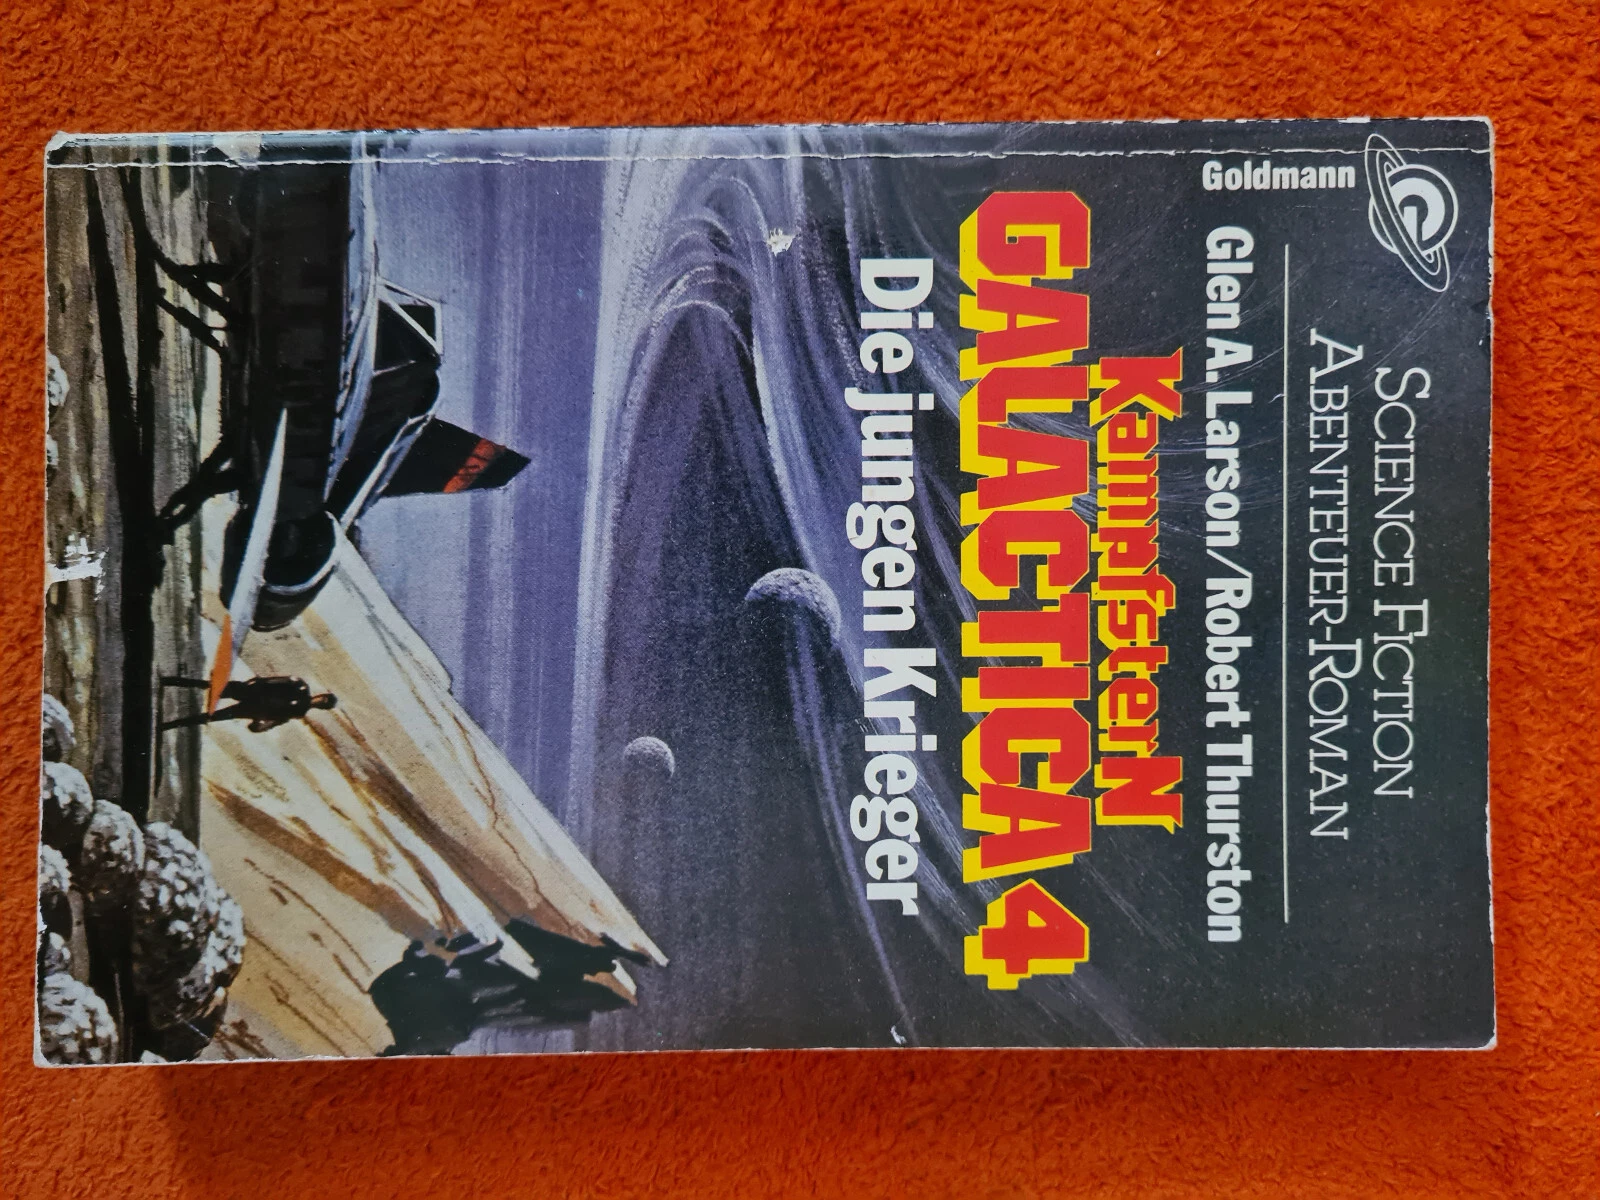 Goldmann
SCIENCE FICTION
ABENTEUER-ROMAN
Glen A. Larson/Robert Thurston
KampfsterN
GALACTICA 4
Die jungen Krieger